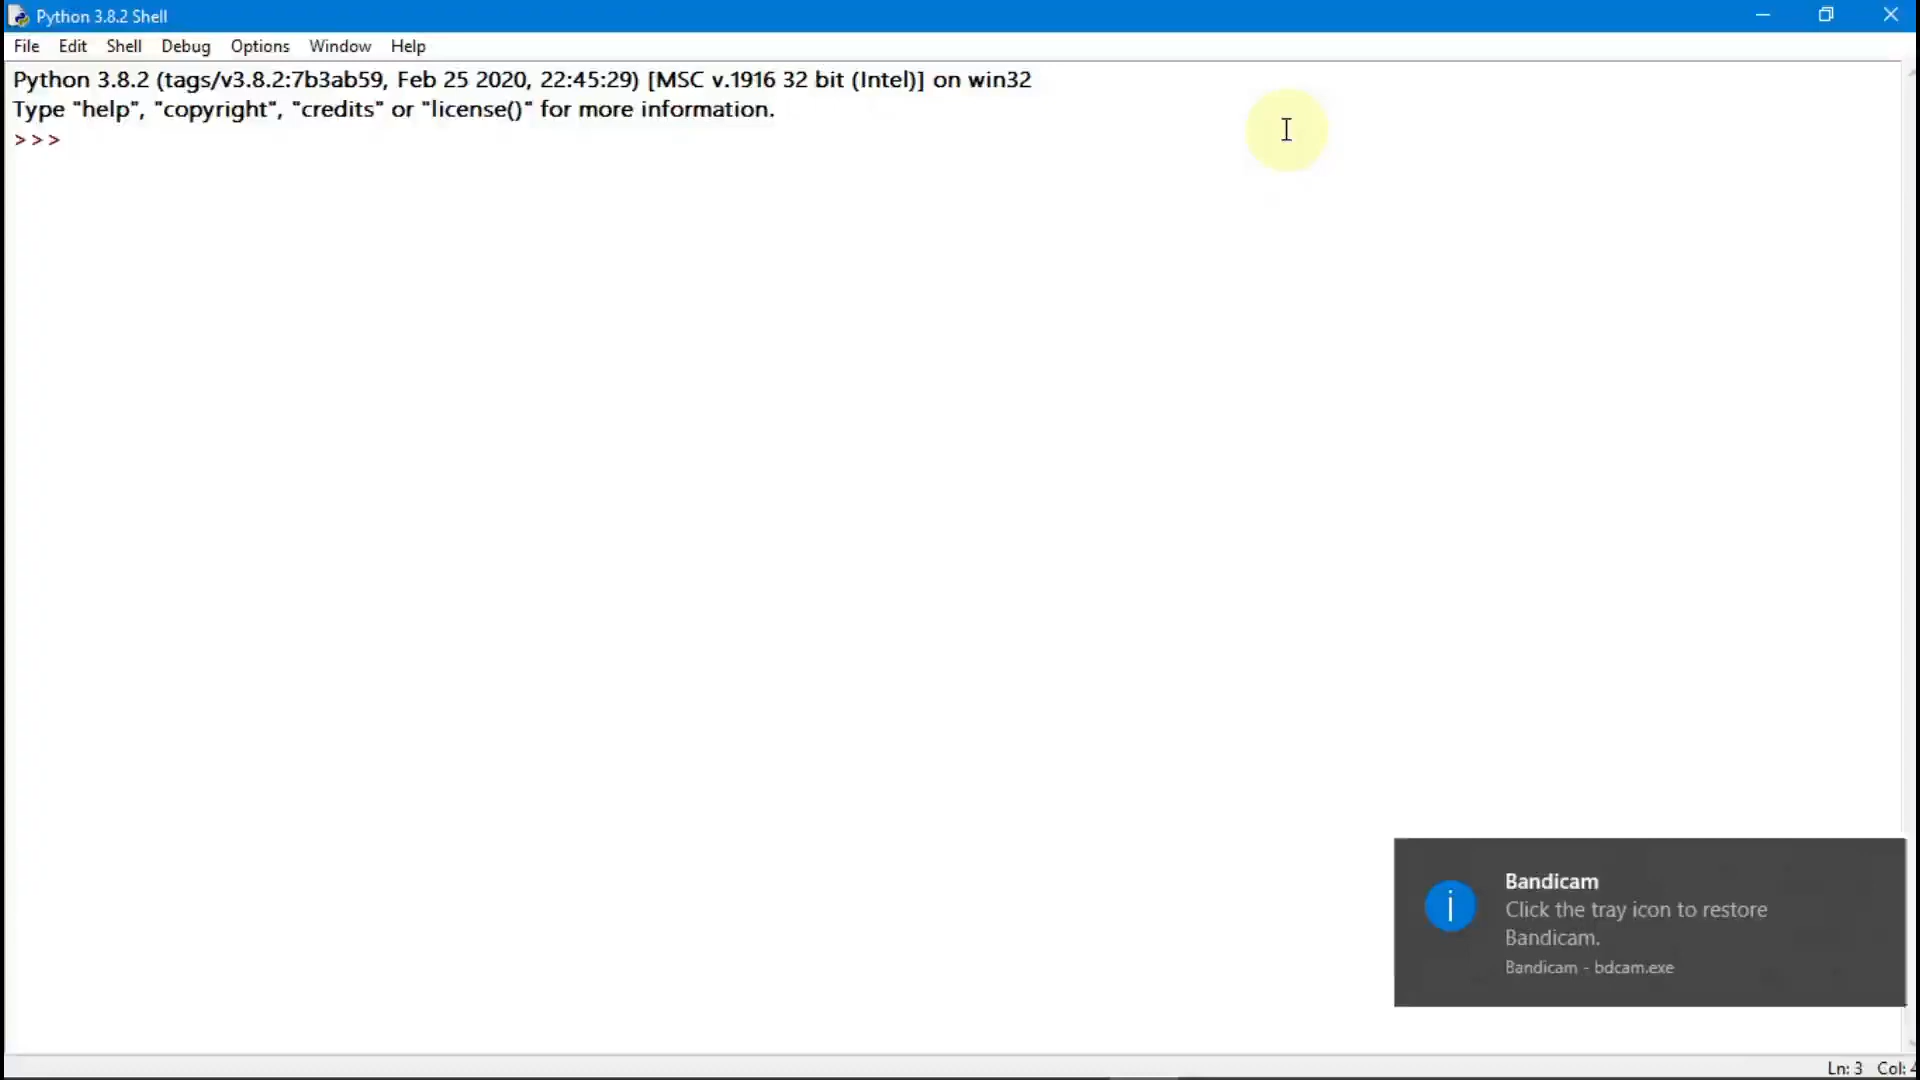 Python 3.8.2 Shell
File Edit Shell Debug Options Window Help
Python 3.8.2 (tags/v3.8.2:7b3ab59, Feb 25 2020, 22:45:29) [MSC v.1916 32 bit (Intel)] on win32
Type "help", "copyright", "credits" or "license()" for more information.
>>>
Bandicam
Click the tray icon to restore
Bandicam.
Bandicam - bdcam.exe
Ln: 3 Col: 4